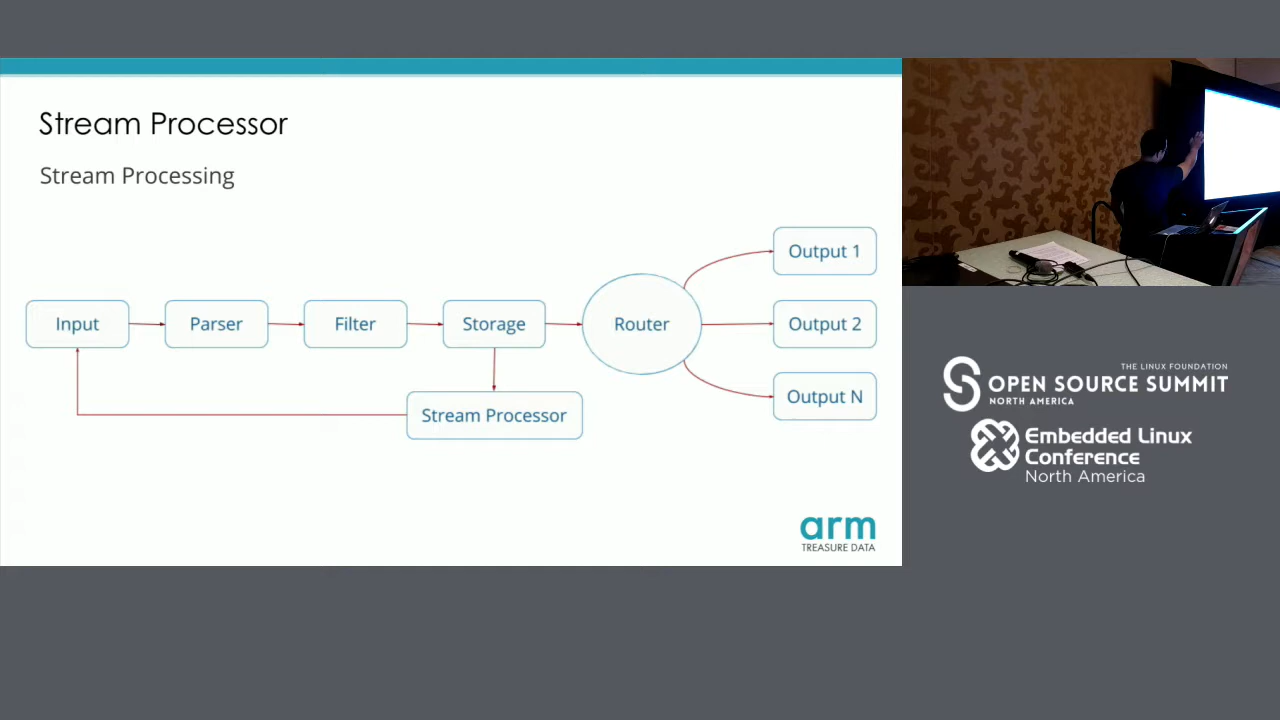 Stream Processor
Stream Processing
Output 1
Input
Parser
Filter
Storage
Router
Output 2
Output N
Stream Processor
arm
TREASURE DATA
THE LINUX FOUNDATION
OPEN SOURCE SUMMIT
NORTH AMERICA
Embedded Linux
Conference
North America